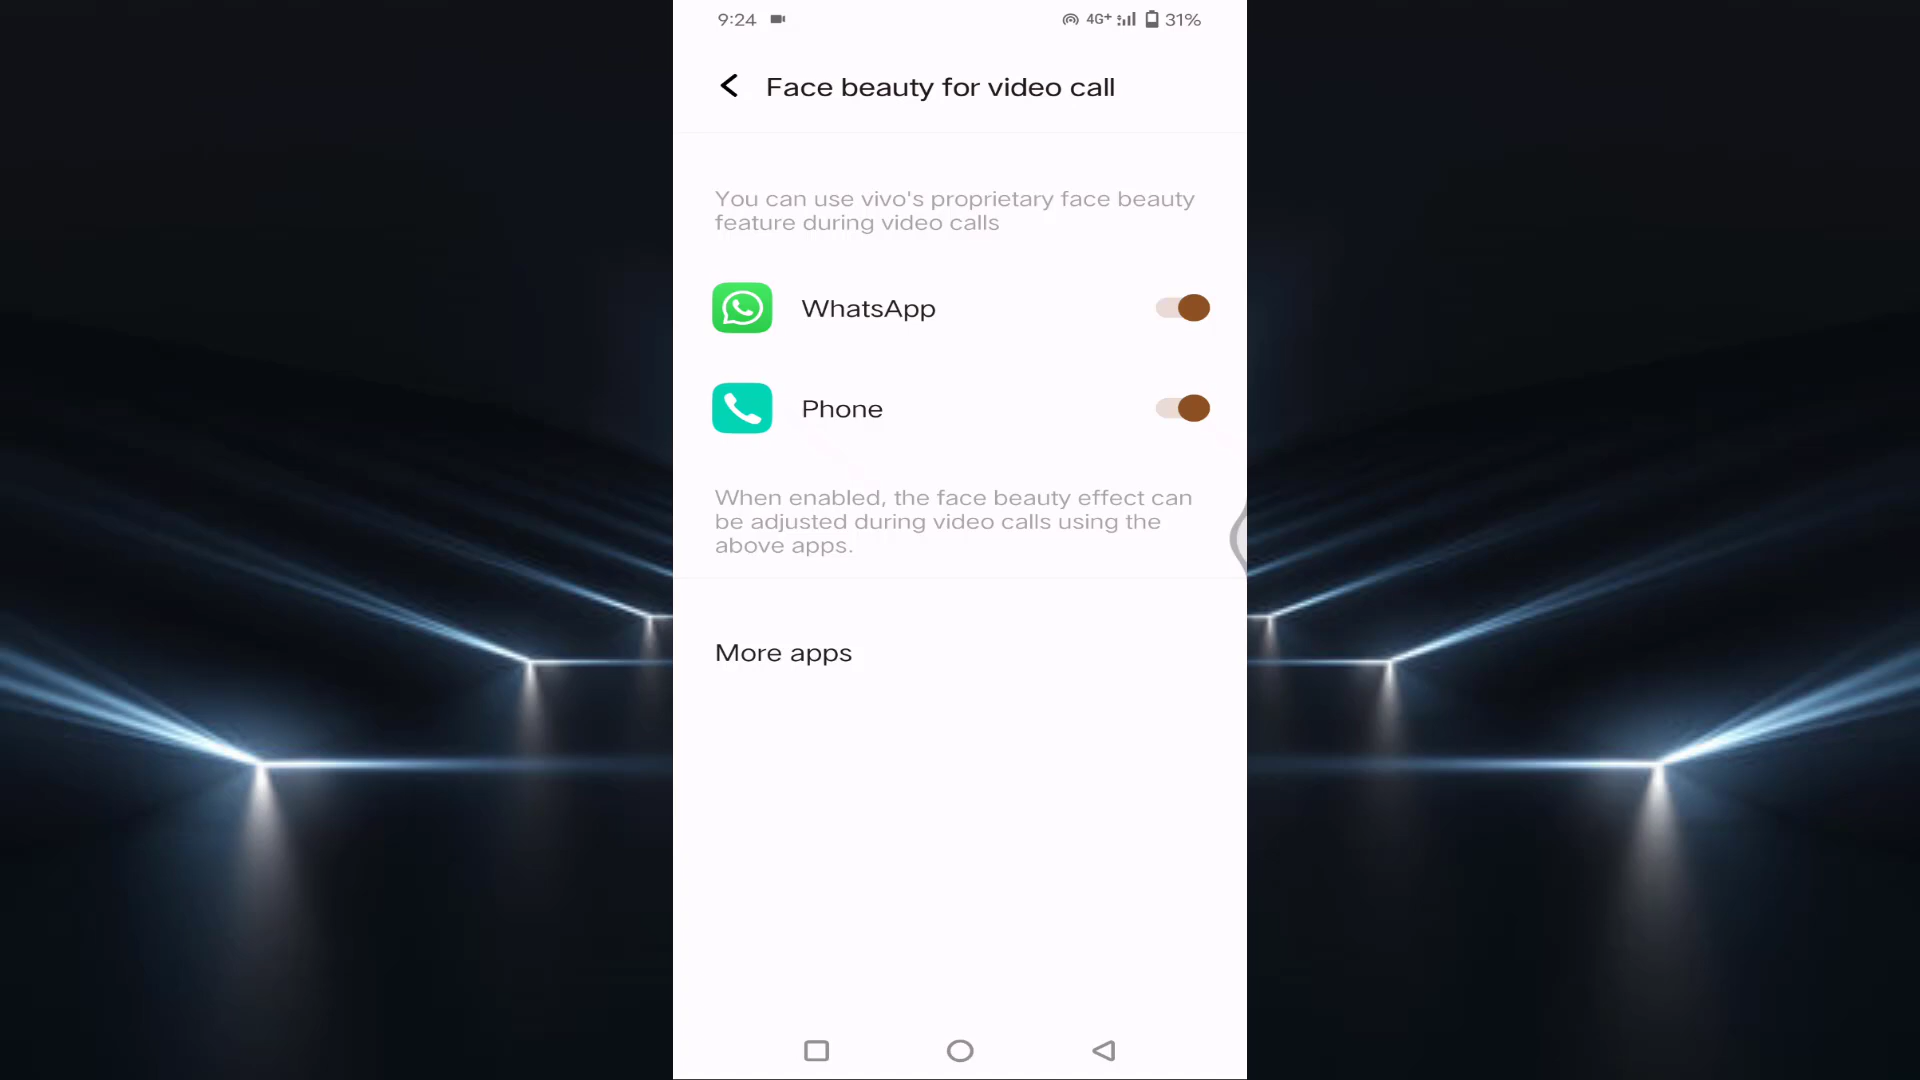 9:24 4G+ 31%
Face beauty for video call
You can use vivo's proprietary face beauty
feature during video calls
WhatsApp
Phone
When enabled, the face beauty effect can
be adjusted during video calls using the
above apps.
More apps